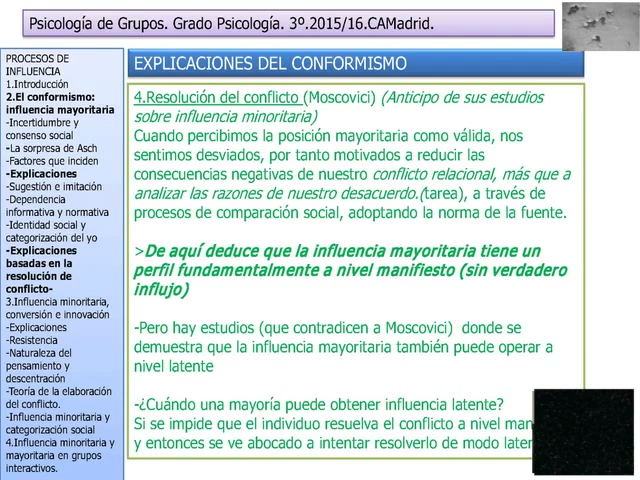 Psicología de Grupos. Grado Psicología. 3º.2015/16.CAMadrid.
PROCESOS DE
INFLUENCIA
1.Introducción
2.El conformismo:
influencia mayoritaria
-Incertidumbre y
consenso social
-La sorpresa de Asch
-Factores que inciden
-Explicaciones
-Sugestión e imitación
-Dependencia
informativa y normativa
-Identidad social y
categorización del yo
-Explicaciones
basadas en la
resolución de
conflicto-
3.Influencia minoritaria,
conversión e innovación
-Explicaciones
-Resistencia
-Naturaleza del
pensamiento y
descentración
-Teoría de la elaboración
del conflicto.
-Influencia minoritaria y
categorización social
4.Influencia minoritaria y
mayoritaria en grupos
interactivos.
EXPLICACIONES DEL CONFORMISMO
4.Resolución del conflicto (Moscovici) (Anticipo de sus estudios
sobre influencia minoritaria)
Cuando percibimos la posición mayoritaria como válida, nos
sentimos desviados, por tanto motivados a reducir las
consecuencias negativas de nuestro conflicto relacional, más que a
analizar las razones de nuestro desacuerdo.(tarea), a través de
procesos de comparación social, adoptando la norma de la fuente.
>De aquí deduce que la influencia mayoritaria tiene un
perfil fundamentalmente a nivel manifiesto (sin verdadero
influjo)
-Pero hay estudios (que contradicen a Moscovici) donde se
demuestra que la influencia mayoritaria también puede operar a
nivel latente
-¿Cuándo una mayoría puede obtener influencia latente?
Si se impide que el individuo resuelva el conflicto a nivel
y entonces se ve abocado a intentar resolverlo de modo